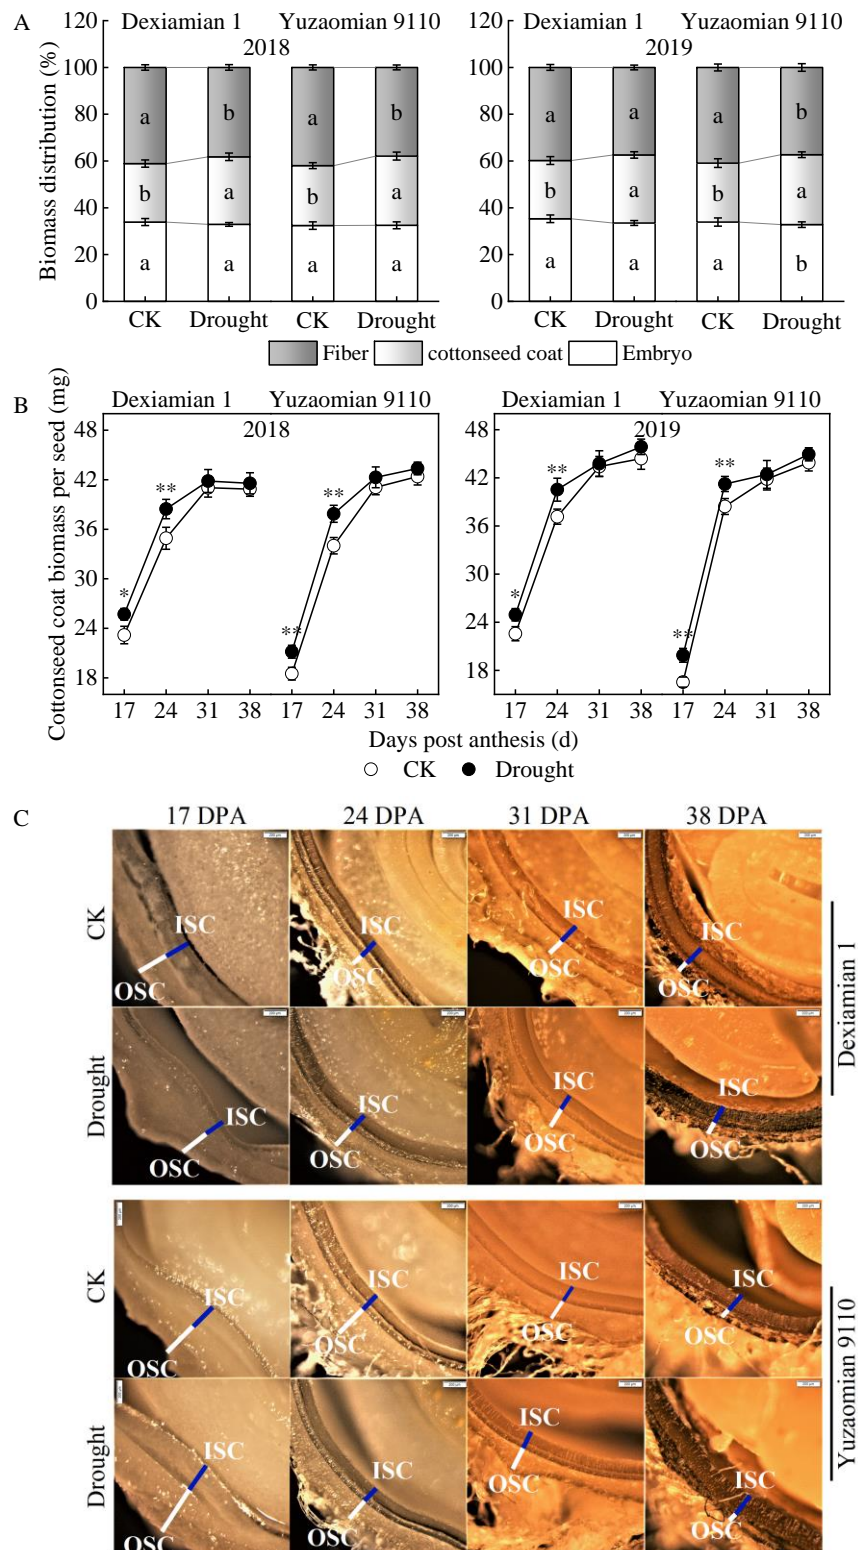 A
Dexiamian 1 Yuzaomian 9110
2018
Dexiamian 1 Yuzaomian 9110
2019
Biomass distribution (%)
120
100
80
60
40
20
0
a b a b
b a b a
a a a a
CK Drought CK Drought
120
100
80
60
40
20
0
a a a b
b a b a
a a a b
CK Drought CK Drought
Fiber cottonseed coat Embryo
B
Dexiamian 1 Yuzaomian 9110
2018
Dexiamian 1 Yuzaomian 9110
2019
Cottonseed coat biomass per seed (mg)
48
42
36
30
24
18
* ** ** **
17 24 31 38 17 24 31 38
48
42
36
30
24
18
* ** ** **
17 24 31 38 17 24 31 38
Days post anthesis (d)
CK Drought
C
17 DPA 24 DPA 31 DPA 38 DPA
CK
ISC ISC ISC ISC
OSC OSC OSC OSC
Drought
ISC ISC ISC ISC
OSC OSC OSC OSC
Dexiamian 1
CK
ISC ISC ISC ISC
OSC OSC OSC OSC
Drought
ISC ISC ISC ISC
OSC OSC OSC OSC
Yuzaomian 9110